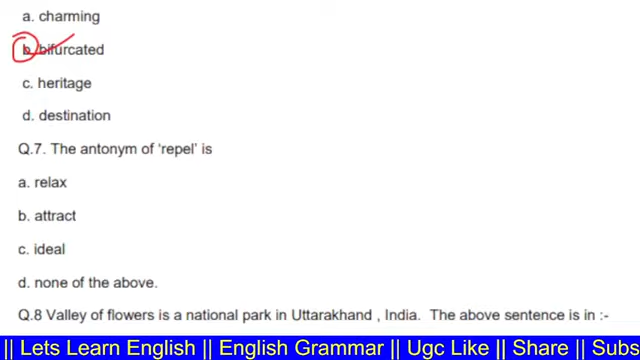 a. charming
b. bifurcated
c. heritage
d. destination
Q.7. The antonym of ‘repel’ is
a. relax
b. attract
c. ideal
d. none of the above.
Q.8 Valley of flowers is a national park in Uttarakhand , India. The above sentence is in :-
|| Lets Learn English || English Grammar || Ugc Like || Share || Subs